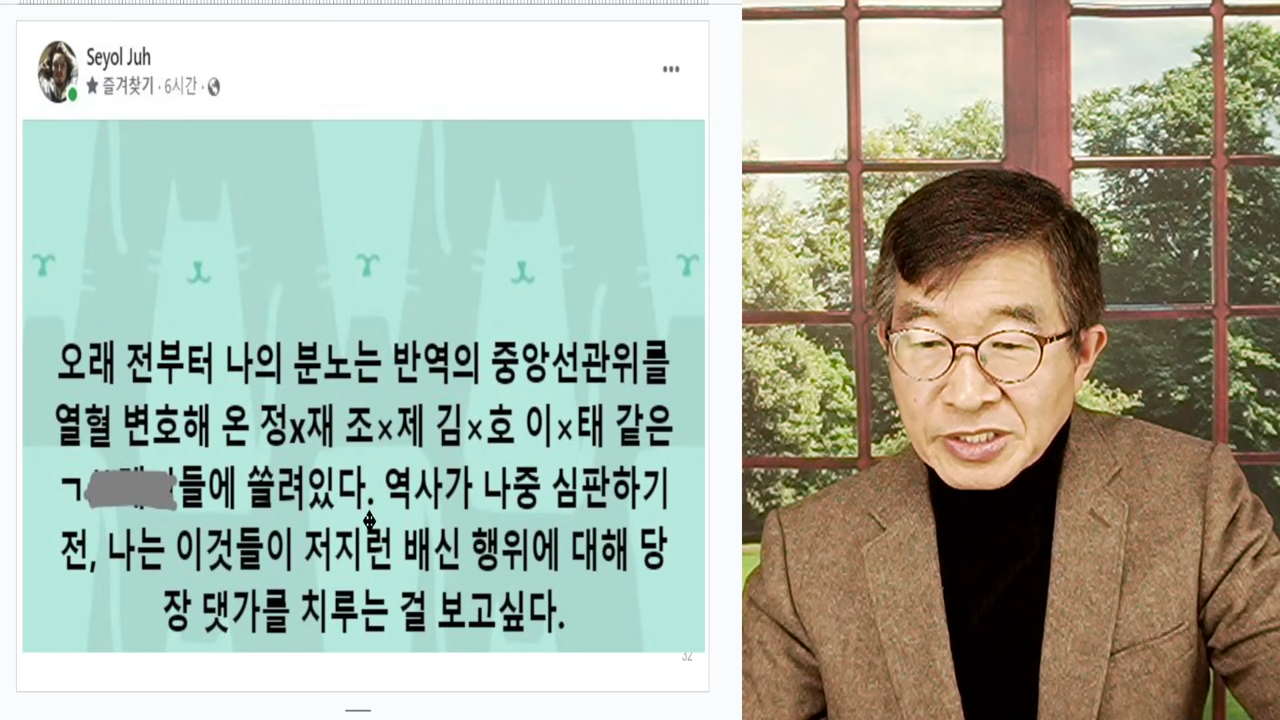 Seyol Juh
즐겨찾기 · 6시간 ·
오래 전부터 나의 분노는 반역의 중앙선관위를
열혈 변호해 온 정x재 조×제 김×호 이×태 같은
ㄱ 들에 쏠려있다. 역사가 나중 심판하기
전, 나는 이것들이 저지런 배신 행위에 대해 당
장 댓가를 치루는 걸 보고싶다.
32